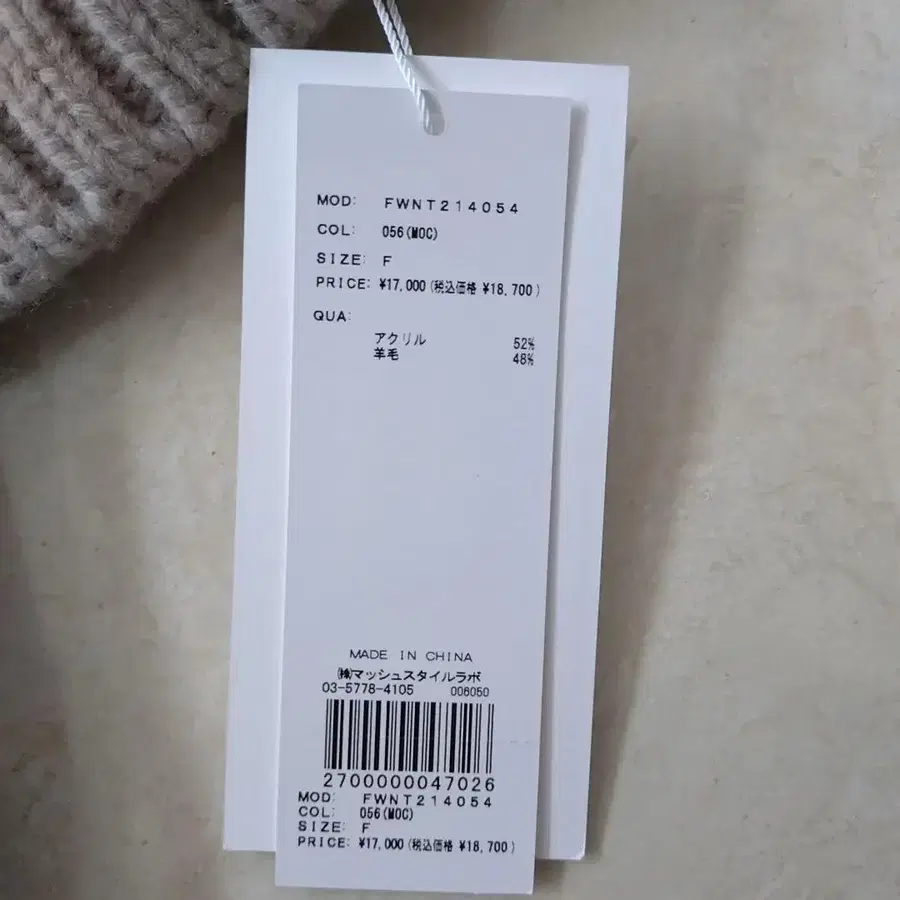 MOD: FWNT214054
COL: 056(MOC)
SIZE: F
PRICE: ¥17,000(税込価格 ¥18,700)
QUA:
アクリル 52%
羊毛 48%
MADE IN CHINA
㈱マッシュスタイルラボ
03-5778-4105 008050
2700000047026
MOD: FWNT214054
COL: 056(MOC)
SIZE: F
PRICE: ¥17,000(税込価格 ¥18,700)